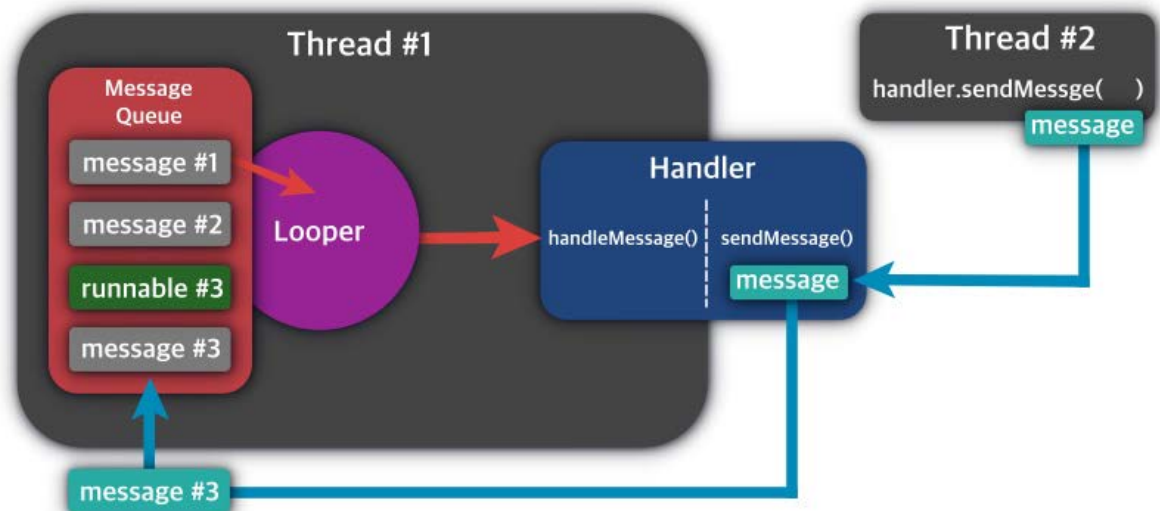 Thread #1
Message
Queue
message #1
message #2
runnable #3
message #3
Looper
Handler
handleMessage()
sendMessage()
message
Thread #2
handler.sendMessge( )
message
message #3